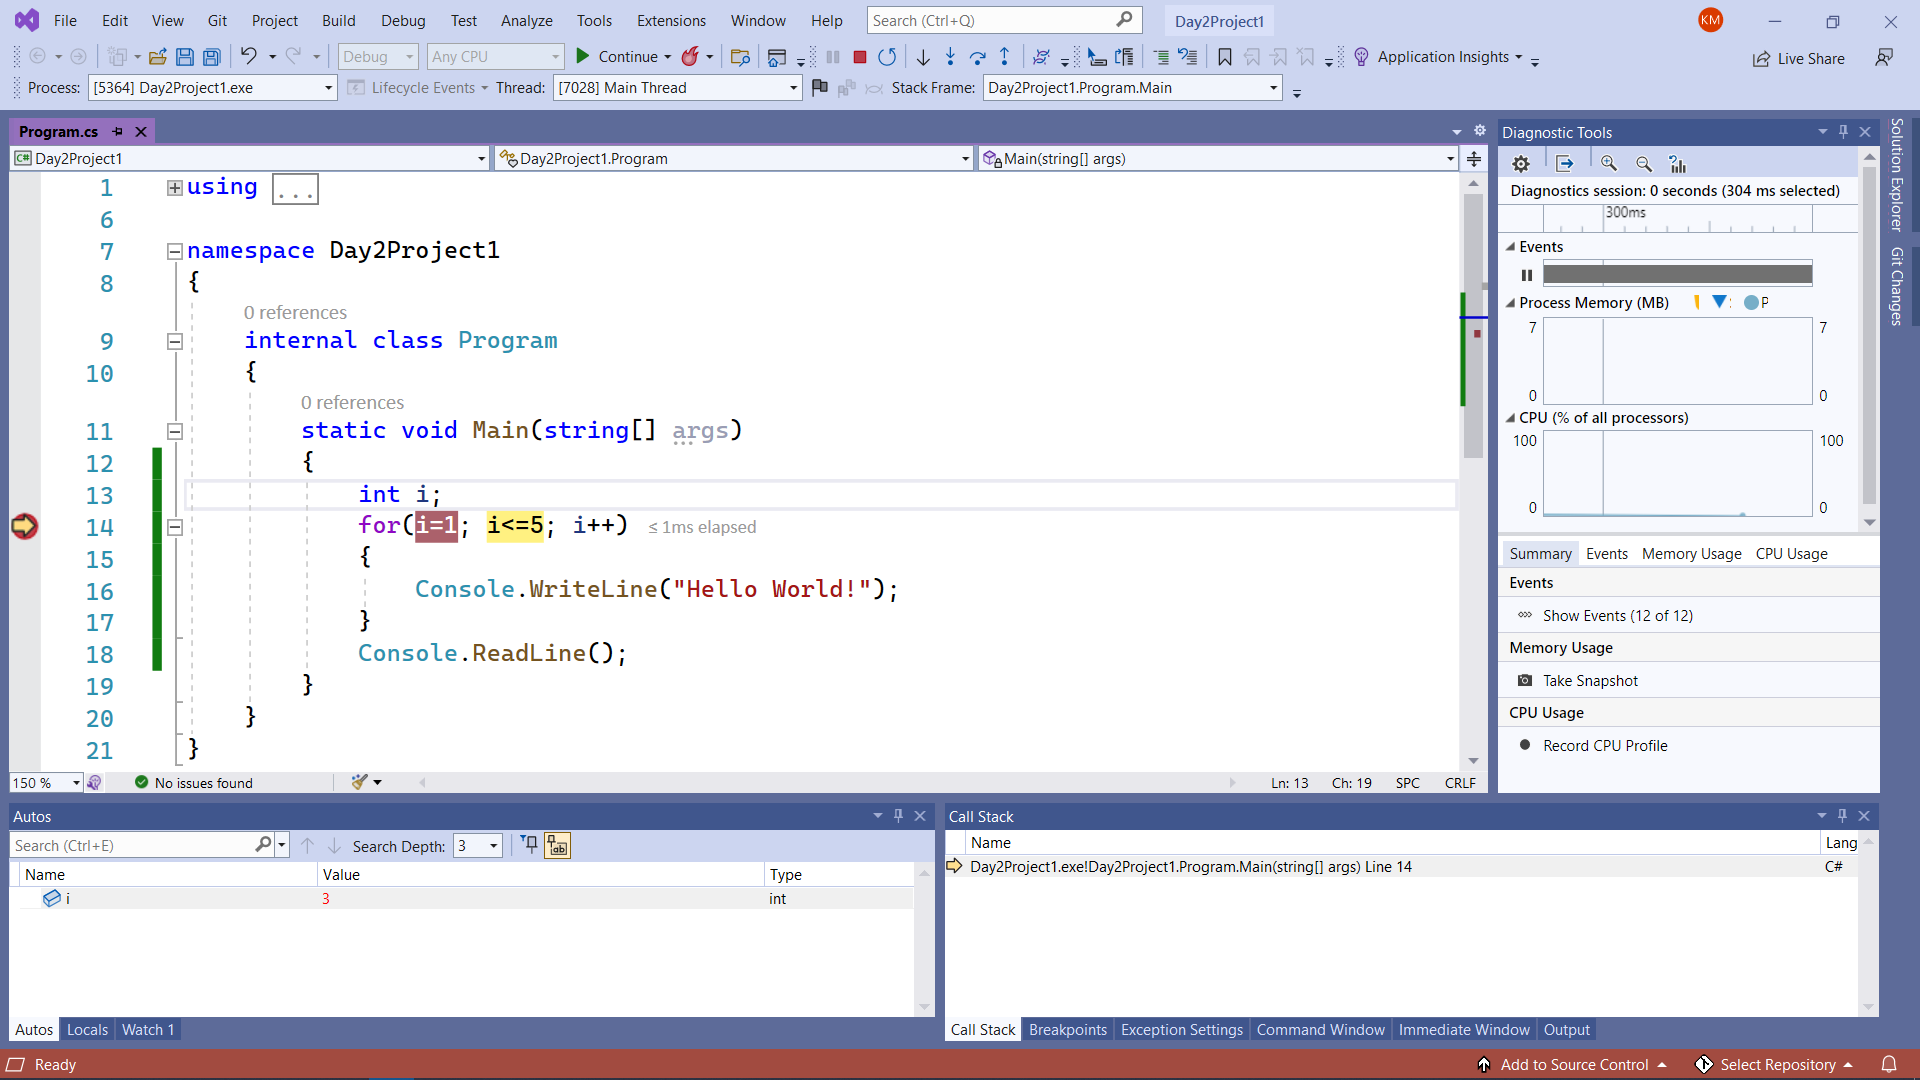 File Edit View Git Project Build Debug Test Analyze Tools Extensions Window Help Search (Ctrl+Q) Day2Project1 KM
Debug Any CPU Continue Application Insights Live Share
Process: [5364] Day2Project1.exe Lifecycle Events Theread: [7028] Main Thread Stack Frame: Day2Project1.Program.Main
Program.cs
Day2Project1 Day2Project1.Program Main(string[] args)
1 using ...
6
7 namespace Day2Project1
8 {
0 references
9 internal class Program
10 {
0 references
11 static void Main(string[] args)
12 {
13 int i;
14 for(i=1; i<=5; i++) ≤ 1ms elapsed
15 {
16 Console.WriteLine("Hello World!");
17 }
18 Console.ReadLine();
19 }
20 }
21 }
150 % No issues found Ln: 13 Ch: 19 SPC CRLF
Diagnostic Tools
Diagnostics session: 0 seconds (304 ms selected)
300ms
Events
Process Memory (MB) P
7 7
0 0
CPU (% of all processors)
100 100
0 0
Summary Events Memory Usage CPU Usage
Events
Show Events (12 of 12)
Memory Usage
Take Snapshot
CPU Usage
Record CPU Profile
Solution Explorer
Git Changes
Autos
Search (Ctrl+E) Search Depth: 3
Name Value Type
i 3 int
Autos Locals Watch 1
Call Stack
Name Lang
Day2Project1.exe!Day2Project1.Program.Main(string[] args) Line 14 C#
Call Stack Breakpoints Exception Settings Command Window Immediate Window Output
Ready Add to Source Control Select Repository